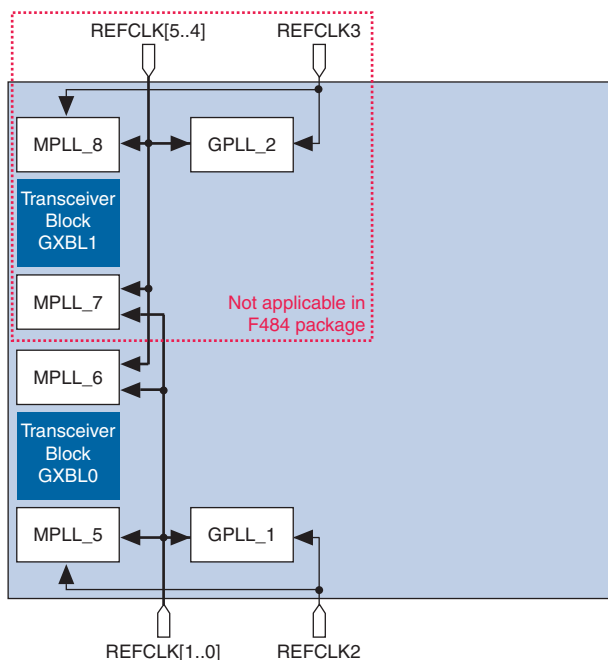 REFCLK[5..4]
REFCLK3
MPLL_8
GPLL_2
Transceiver
Block
GXBL1
MPLL_7
Not applicable in
F484 package
MPLL_6
Transceiver
Block
GXBL0
MPLL_5
GPLL_1
REFCLK[1..0]
REFCLK2